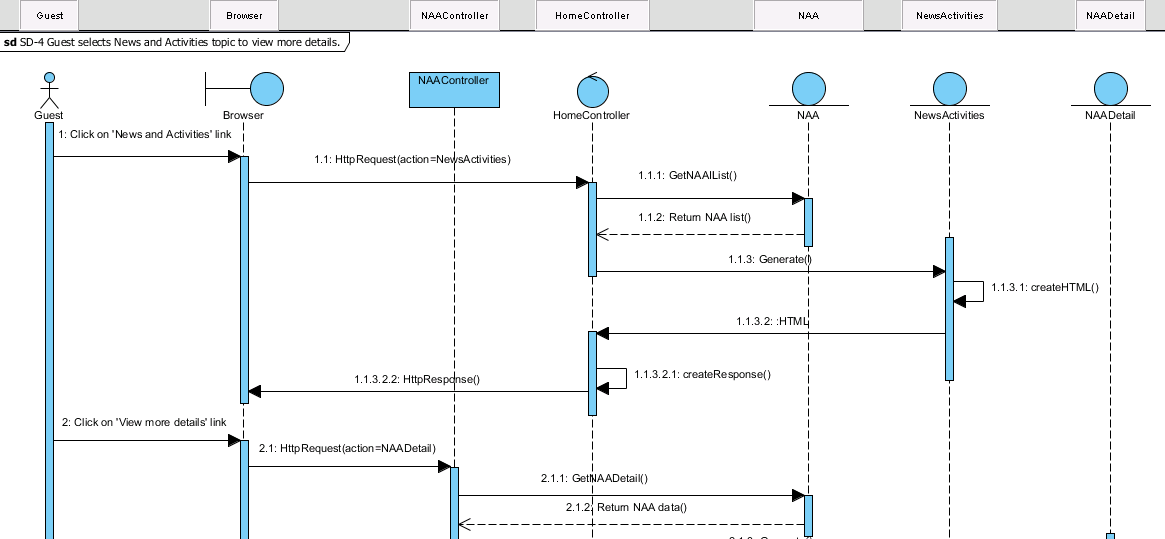 Guest
Browser
NAAController
HomeController
NAA
NewsActivities
NAADetail
sd SD-4 Guest selects News and Activities topic to view more details.
NAAController
Guest
Browser
HomeController
NAA
NewsActivities
NAADetail
1: Click on 'News and Activities' link
1.1: HttpRequest(action=NewsActivities)
1.1.1: GetNAAlList()
1.1.2: Return NAA list()
1.1.3: Generate()
1.1.3.1: createHTML()
1.1.3.2: :HTML
1.1.3.2.1: createResponse()
1.1.3.2.2: HttpResponse()
2: Click on 'View more details' link
2.1: HttpRequest(action=NAADetail)
2.1.1: GetNAADetail()
2.1.2: Return NAA data()